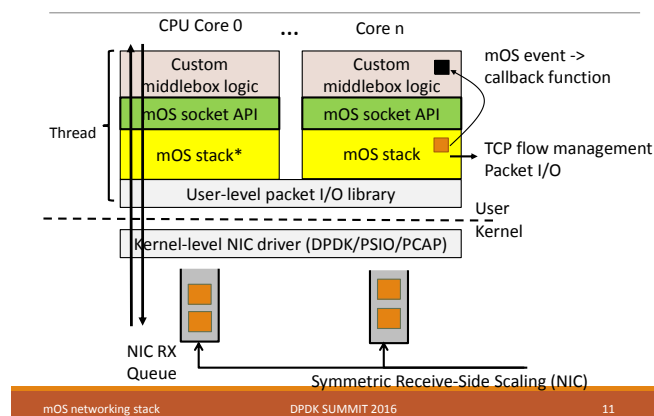 CPU Core 0 ... Core n
Custom
middlebox logic
Custom
middlebox logic
mOS event ->
callback function
mOS socket API
mOS socket API
Thread
mOS stack*
mOS stack
TCP flow management
Packet I/O
User-level packet I/O library
User
Kernel
Kernel-level NIC driver (DPDK/PSIO/PCAP)
NIC RX
Queue
Symmetric Receive-Side Scaling (NIC)
mOS networking stack DPDK SUMMIT 2016 11